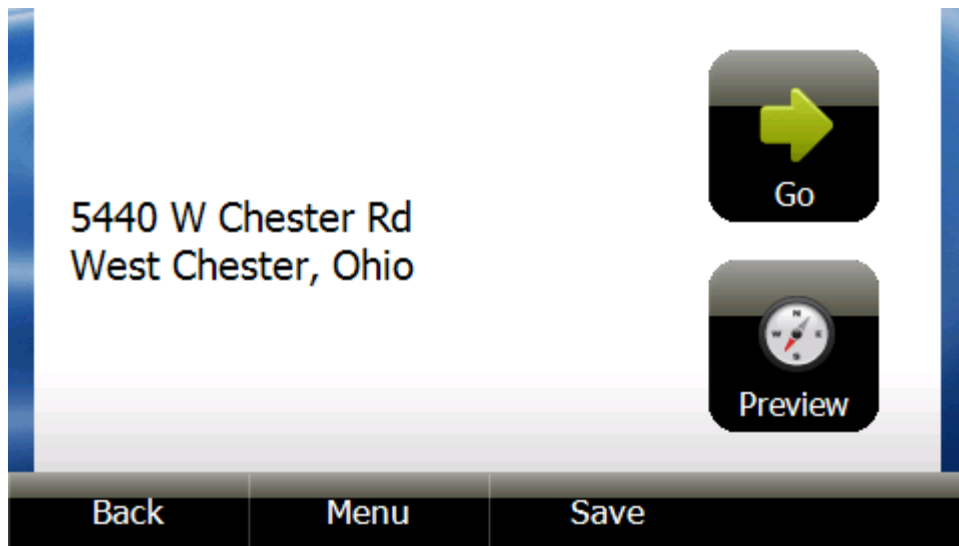 5440 W Chester Rd
West Chester, Ohio
Go
N
W E
S
Preview
Back Menu Save